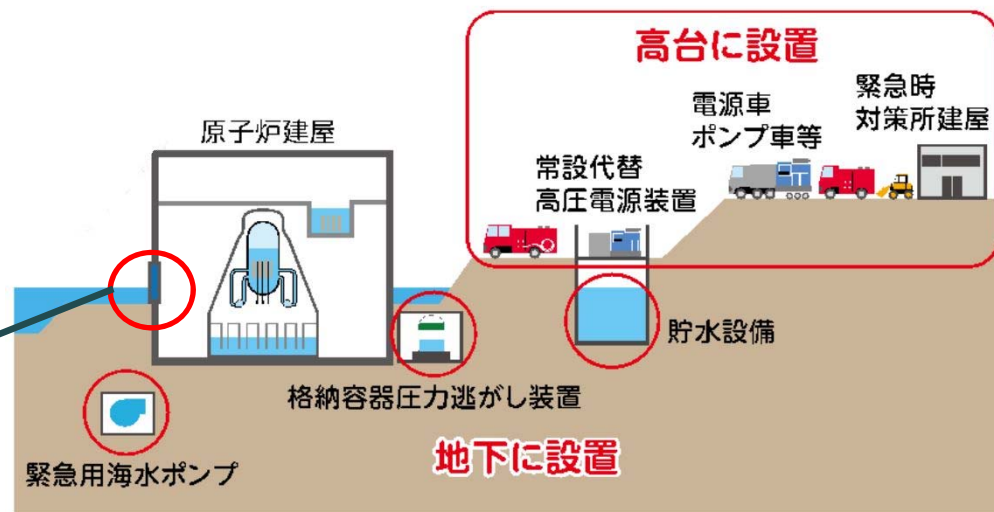 高台に設置
緊急時
対策所建屋
電源車
ポンプ車等
原子炉建屋
常設代替
高圧電源装置
貯水設備
格納容器圧力逃がし装置
地下に設置
緊急用海水ポンプ